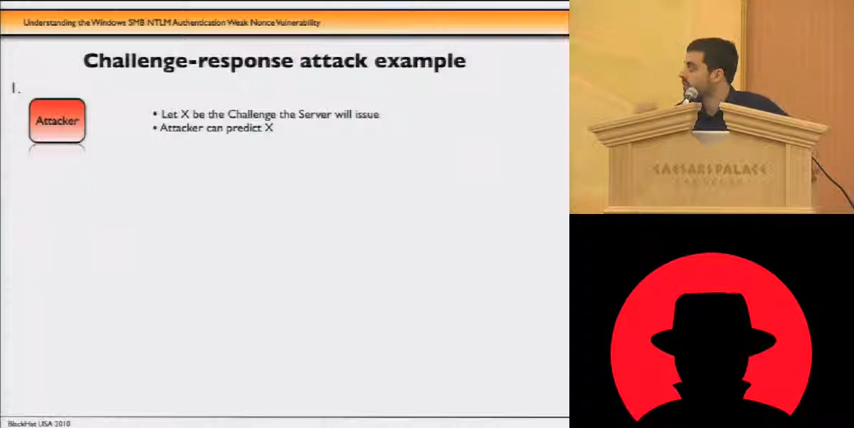 Understanding the Windows SMB NTLM Authentication Weak Nonce Vulnerability
Challenge-response attack example
1.
Attacker
• Let X be the Challenge the Server will issue
• Attacker can predict X
CAESARS PALACE
BlackHat USA 2010